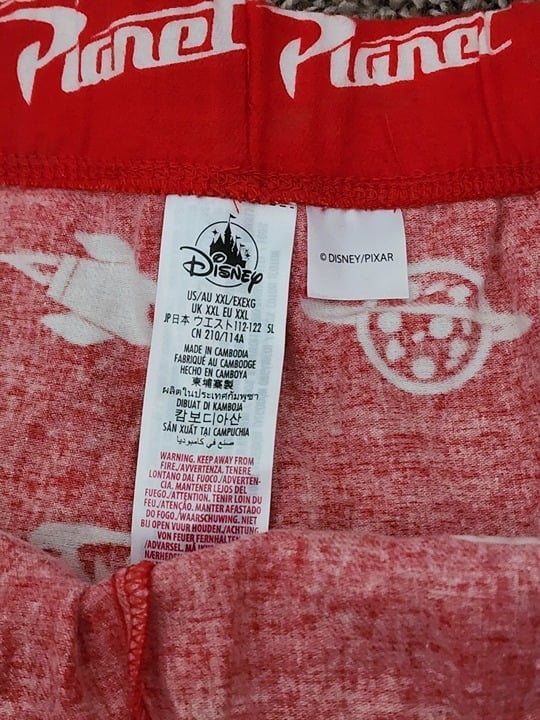 Planet Planet
DISNEY
© DISNEY/PIXAR
US/AU XXL/EXEXG
UK XXL EU XXL
JP日本 ウエスト112-122 5L
CN 210/114A
MADE IN CAMBODIA
FABRIQUÉ AU CAMBODGE
HECHO EN CAMBOYA
柬埔寨製
ผลิตในประเทศกัมพูชา
DIBUAT DI KAMBOJA
캄보디아산
SẢN XUẤT TẠI CAMPUCHIA
صنع في كامبوديا
WARNING. KEEP AWAY FROM
FIRE./AVVERTENZA. TENERE
LONTANO DAL FUOCO./ADVERTEN-
CIA. MANTENER LEJOS DEL
FUEGO./ATTENTION. TENIR LOIN DU
FEU./ATENÇÃO. MANTER AFASTADO
DO FOGO./WAARSCHUWING. NIET
BIJ OPEN VUUR HOUDEN./ACHTUNG
VON FEUER FERNHALTEN
/ADVARSEL. MÅ
NÆRHEDEN